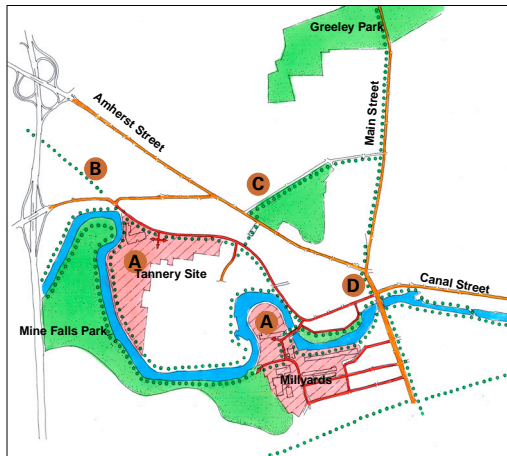 Greeley Park
Amherst Street
Main Street
B
C
A
Tannery Site
D
Canal Street
A
Mine Falls Park
Millyards